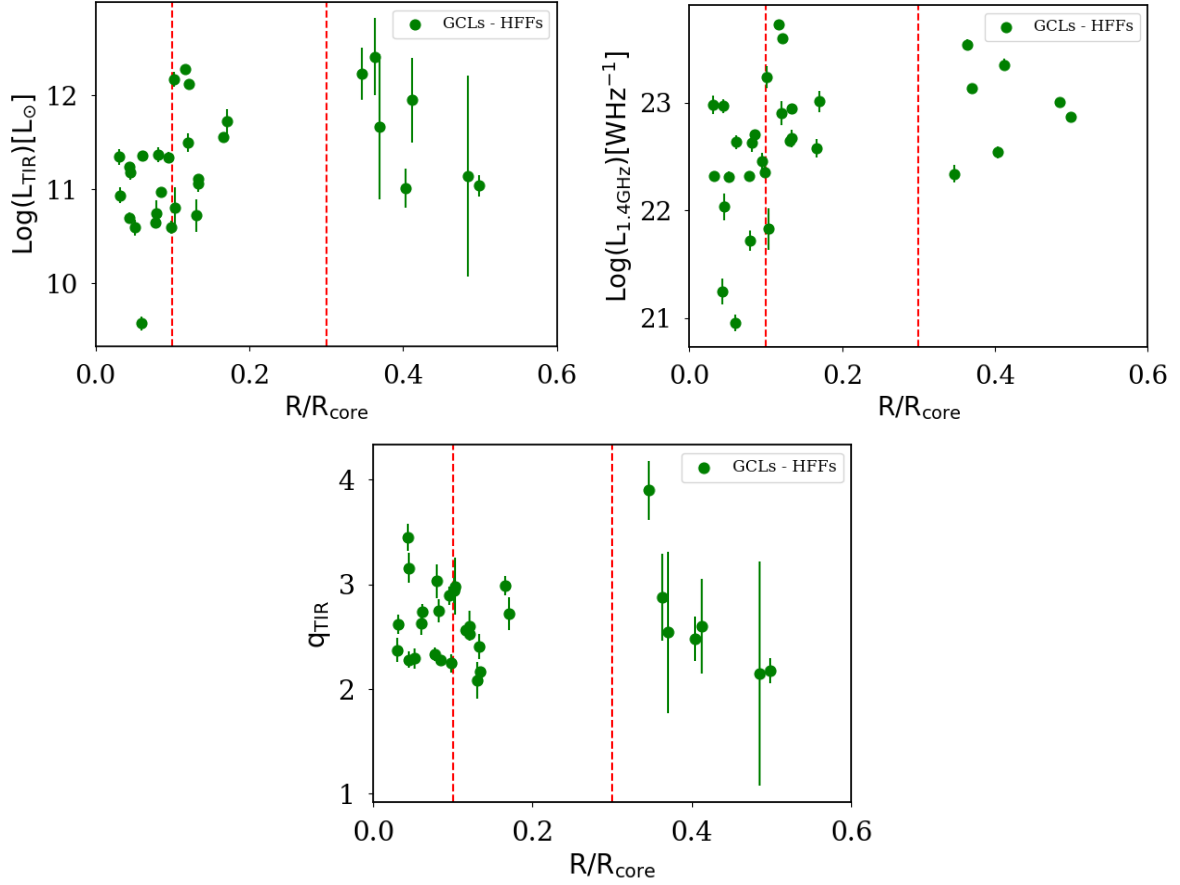 GCLs - HFFs
Log(L_TIR)[L_⊙]
12
11
10
0.0 0.2 0.4 0.6
R/R_core
GCLs - HFFs
Log(L_1.4GHz)[WHz⁻¹]
23
22
21
0.0 0.2 0.4 0.6
R/R_core
GCLs - HFFs
q_TIR
4
3
2
1
0.0 0.2 0.4 0.6
R/R_core